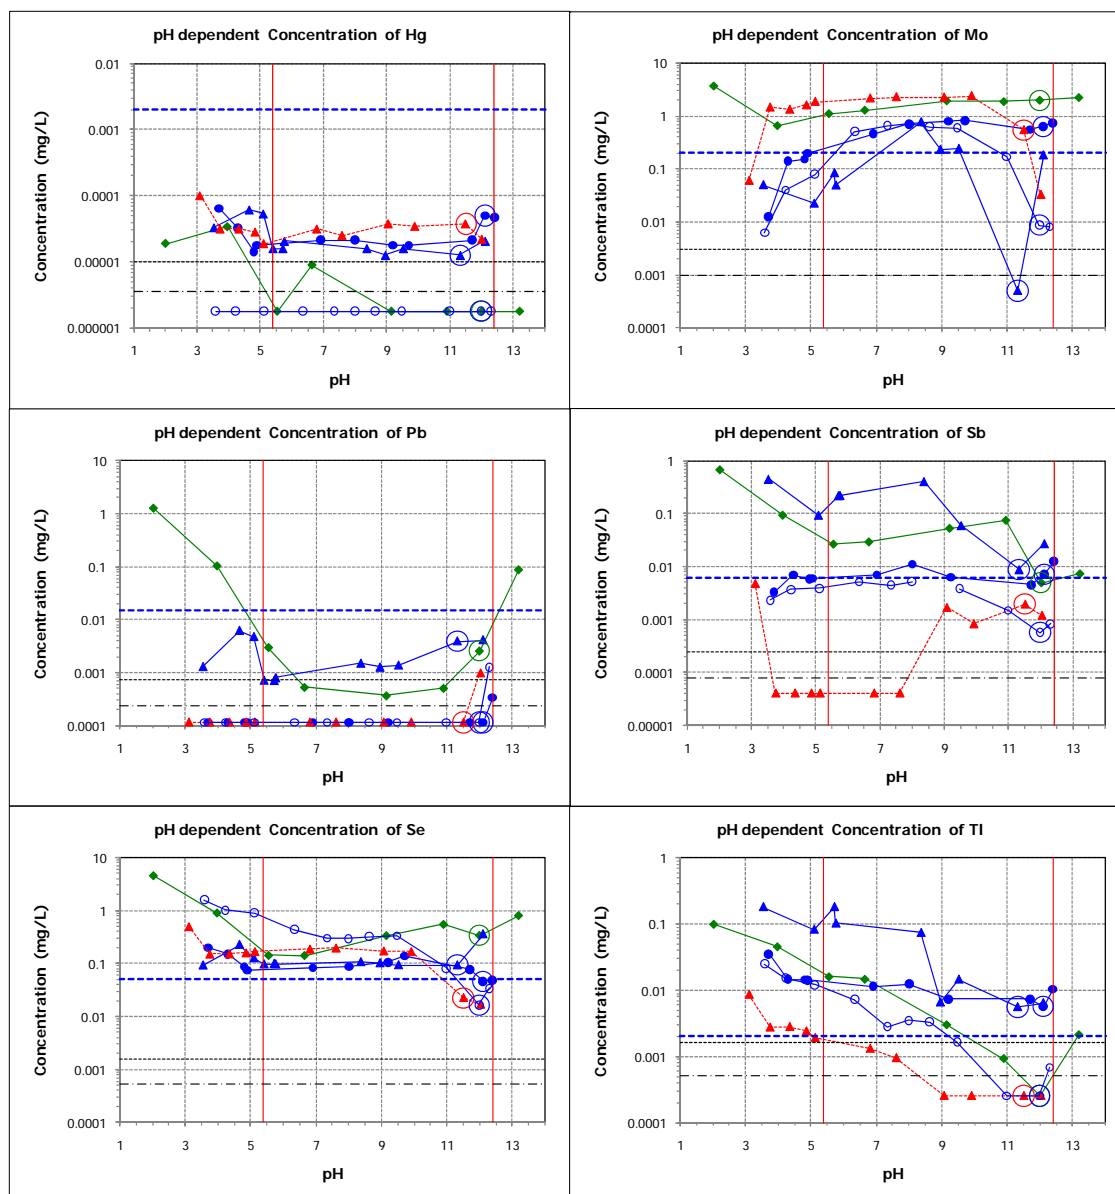 pH dependent Concentration of Hg
Concentration (mg/L)
0.01
0.001
0.0001
0.00001
0.000001
1 3 5 7 9 11 13
pH
pH dependent Concentration of Mo
Concentration (mg/L)
10
1
0.1
0.01
0.001
0.0001
1 3 5 7 9 11 13
pH
pH dependent Concentration of Pb
Concentration (mg/L)
10
1
0.1
0.01
0.001
0.0001
1 3 5 7 9 11 13
pH
pH dependent Concentration of Sb
Concentration (mg/L)
1
0.1
0.01
0.001
0.0001
0.00001
1 3 5 7 9 11 13
pH
pH dependent Concentration of Se
Concentration (mg/L)
10
1
0.1
0.01
0.001
0.0001
1 3 5 7 9 11 13
pH
pH dependent Concentration of Tl
Concentration (mg/L)
1
0.1
0.01
0.001
0.0001
1 3 5 7 9 11 13
pH